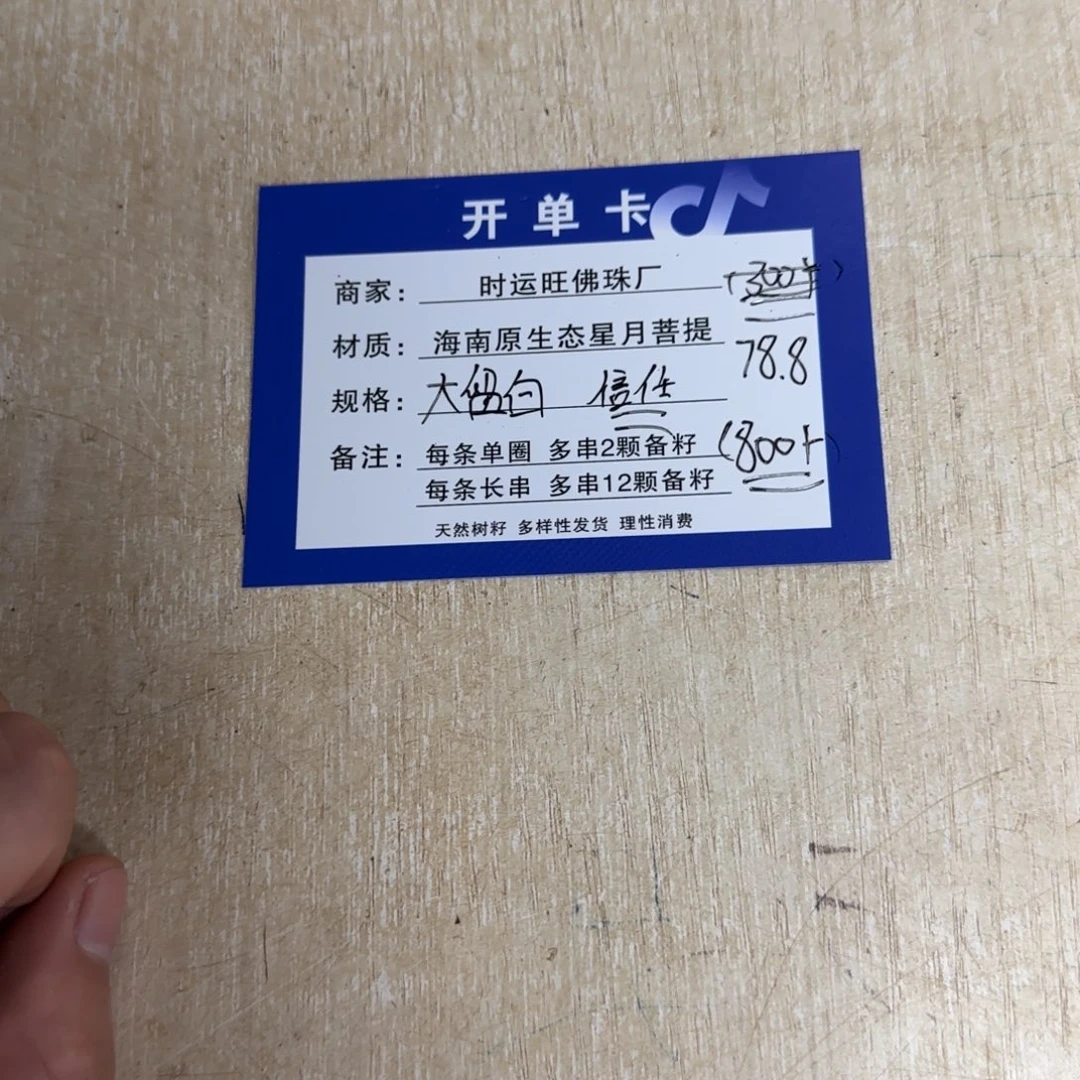 开单卡
商家： 时运旺佛珠厂
材质： 海南原生态星月菩提
78.8
规格： 大盘白 信任
备注： 每条单圈 多串2颗备籽 (800+
每条长串 多串12颗备籽
天然树籽 多样性发货 理性消费